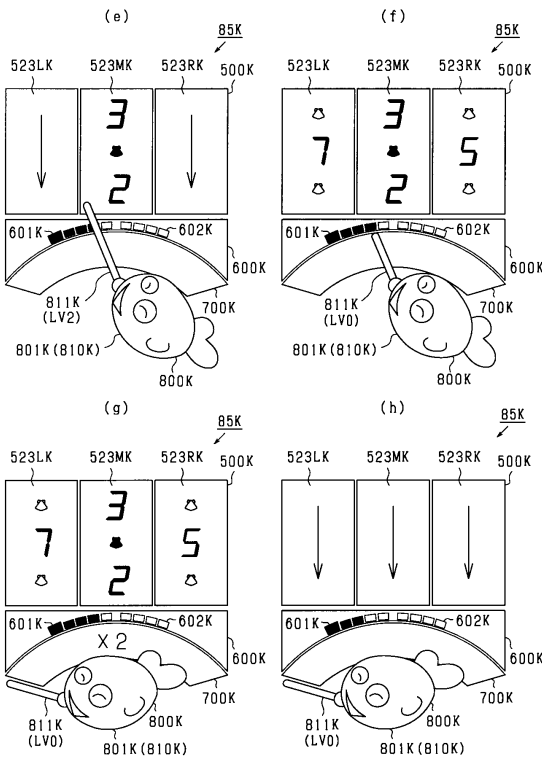 (e)
85K
523LK 523MK 523RK 500K
3
2
601K 602K
600K
700K
811K
(LV2)
801K(810K)
800K
(f)
85K
523LK 523MK 523RK 500K
3
7 5
2
601K 602K
600K
700K
811K
(LV0)
801K(810K)
800K
(g)
85K
523LK 523MK 523RK 500K
3
7 5
2
601K 602K
X2
600K
700K
811K
(LV0)
800K
801K(810K)
(h)
85K
523LK 523MK 523RK 500K
601K 602K
600K
700K
811K
(LV0)
800K
801K(810K)